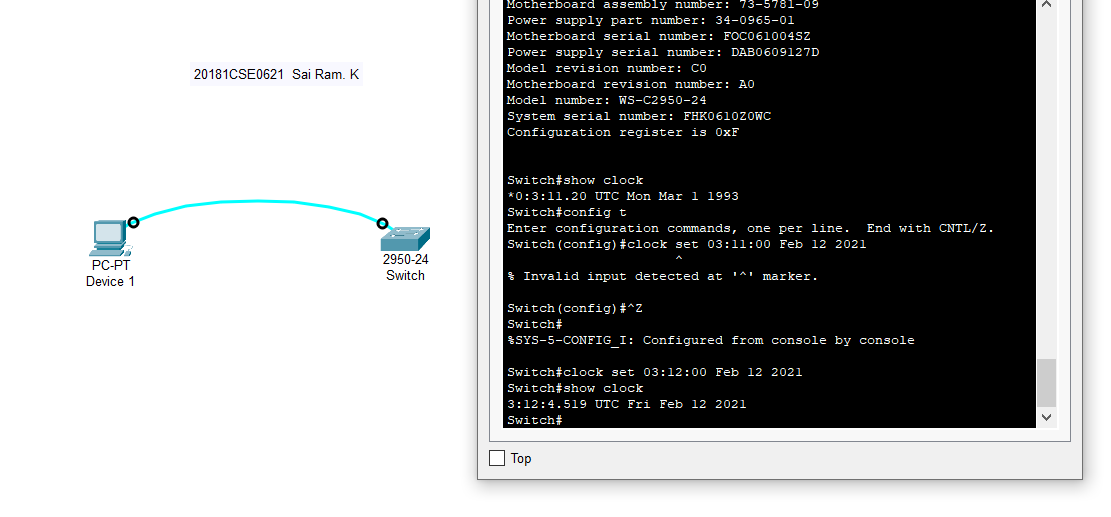 20181CSE0621  Sai Ram. K
PC-PT
Device 1
2950-24
Switch
Motherboard assembly number: 73-5781-09
Power supply part number: 34-0965-01
Motherboard serial number: FOC061004SZ
Power supply serial number: DAB0609127D
Model revision number: C0
Motherboard revision number: A0
Model number: WS-C2950-24
System serial number: FHK0610Z0WC
Configuration register is 0xF
Switch#show clock
*0:3:11.20 UTC Mon Mar 1 1993
Switch#config t
Enter configuration commands, one per line.  End with CNTL/Z.
Switch(config)#clock set 03:11:00 Feb 12 2021
^
% Invalid input detected at '^' marker.
Switch(config)#^Z
Switch#
%SYS-5-CONFIG_I: Configured from console by console
Switch#clock set 03:12:00 Feb 12 2021
Switch#show clock
3:12:4.519 UTC Fri Feb 12 2021
Switch#
Top